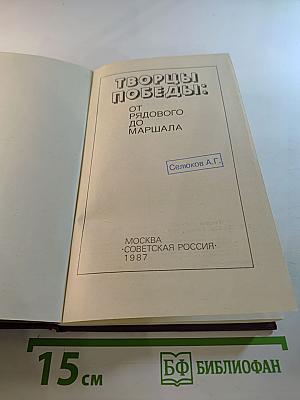 ТВОРЦЫ
ПОБЕДЫ:
ОТ
РЯДОВОГО
ДО
МАРШАЛА
Селюков А.Г.
МОСКВА
«СОВЕТСКАЯ РОССИЯ»
1987
15 см
БФ БИБЛИОФАН